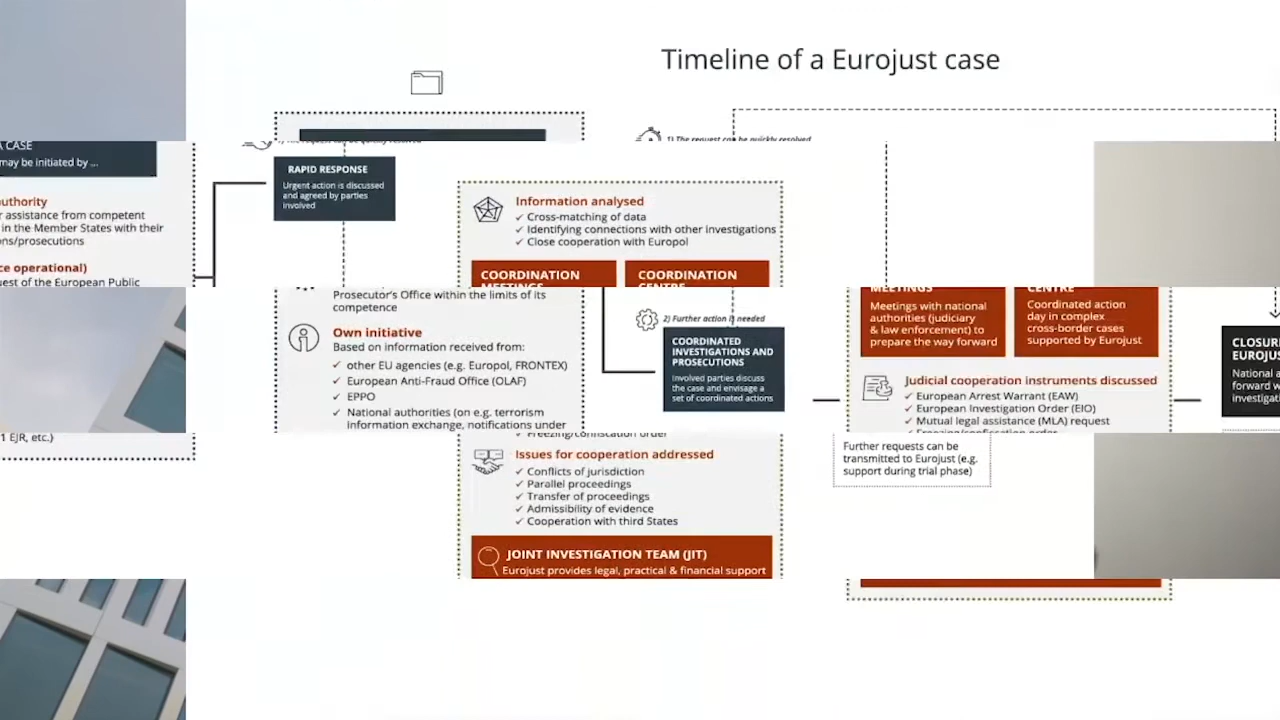 Timeline of a Eurojust case
1) The request can be quickly resolved
A CASE
may be initiated by ...
RAPID RESPONSE
Urgent action is discussed
and agreed by parties
involved
uthority
r assistance from competent
in the Member States with their
ns/prosecutions
ce operational)
uest of the European Public
Information analysed
✓ Cross-matching of data
✓ Identifying connections with other investigations
✓ Close cooperation with Europol
COORDINATION
MEETINGS
COORDINATION
CENTRE
Prosecutor's Office within the limits of its
competence
Own initiative
Based on information received from:
✓ other EU agencies (e.g. Europol, FRONTEX)
✓ European Anti-Fraud Office (OLAF)
✓ EPPO
✓ National authorities (on e.g. terrorism
information exchange, notifications under
2) Further action is needed
COORDINATED
INVESTIGATIONS AND
PROSECUTIONS
Involved parties discuss
the case and envisage a
set of coordinated actions
MEETINGS
Meetings with national
authorities (judiciary
& law enforcement) to
prepare the way forward
CENTRE
Coordinated action
day in complex
cross-border cases
supported by Eurojust
Judicial cooperation instruments discussed
✓ European Arrest Warrant (EAW)
✓ European Investigation Order (EIO)
✓ Mutual legal assistance (MLA) request
CLOSUR
EUROJUS
National a
forward w
investigati
1 EJR, etc.)
Freezing/confiscation order
Issues for cooperation addressed
✓ Conflicts of jurisdiction
✓ Parallel proceedings
✓ Transfer of proceedings
✓ Admissibility of evidence
✓ Cooperation with third States
JOINT INVESTIGATION TEAM (JIT)
Eurojust provides legal, practical & financial support
Further requests can be
transmitted to Eurojust (e.g.
support during trial phase)